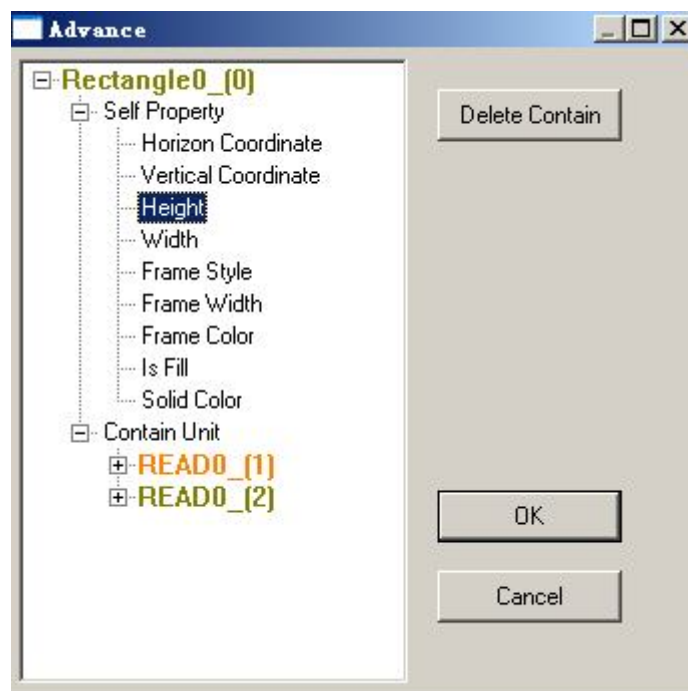 Advance
Rectangle0_(0)
Self Property
Delete Contain
Horizon Coordinate
Vertical Coordinate
Height
Width
Frame Style
Frame Width
Frame Color
Is Fill
Solid Color
Contain Unit
READ0_(1)
READ0_(2)
OK
Cancel